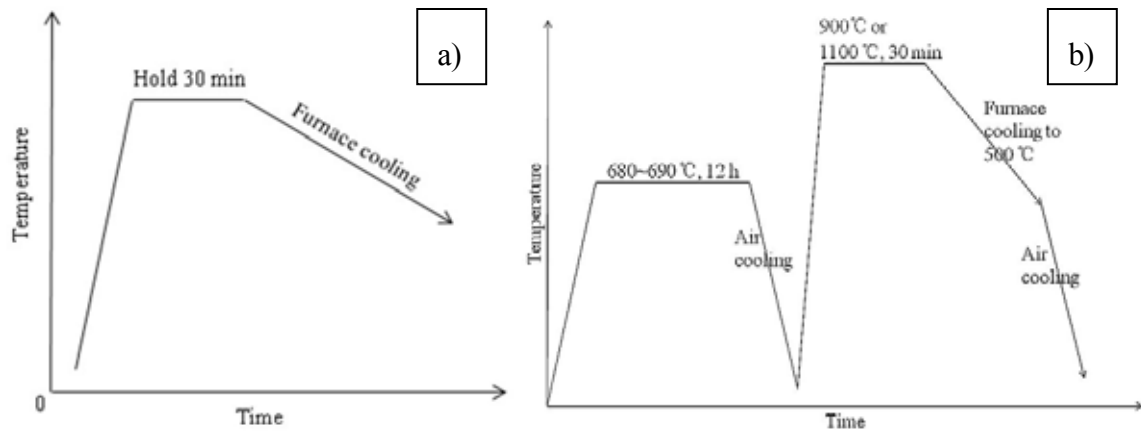 a)
Hold 30 min
Furnace cooling
Temperature
0
Time
b)
900℃ or
1100 ℃, 30 min
Furnace
cooling to
500 ℃
680~690 ℃, 12 h
Air
cooling
Air
cooling
Temperature
Time